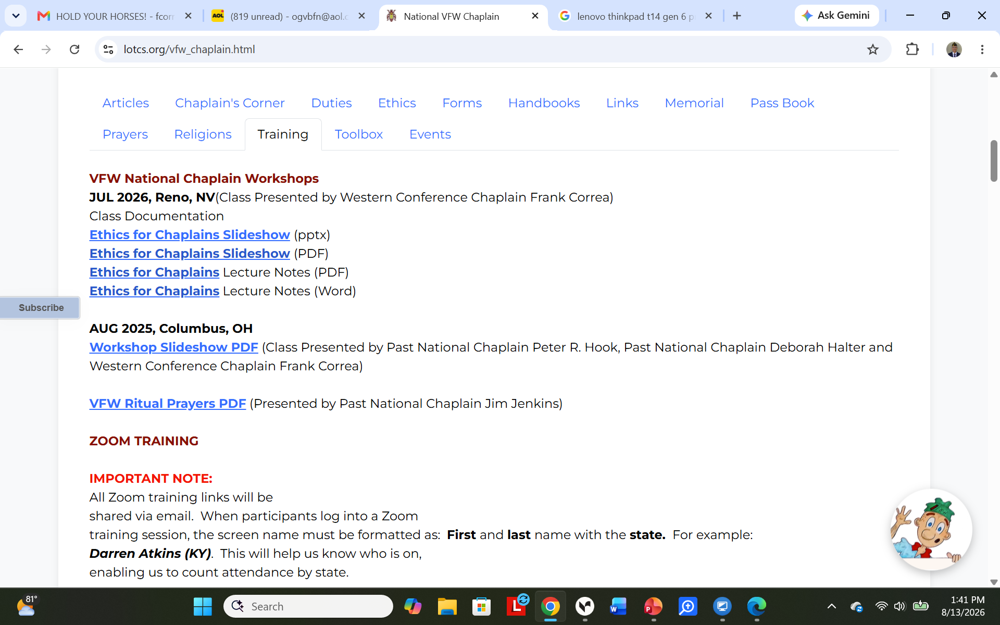 HOLD YOUR HORSES! - fcorr
(819 unread) - ogvbfn@aol.c
National VFW Chaplain
lenovo thinkpad t14 gen 6 p
Ask Gemini
lotcs.org/vfw_chaplain.html
Articles Chaplain's Corner Duties Ethics Forms Handbooks Links Memorial Pass Book
Prayers Religions Training Toolbox Events
VFW National Chaplain Workshops
JUL 2026, Reno, NV(Class Presented by Western Conference Chaplain Frank Correa)
Class Documentation
Ethics for Chaplains Slideshow (pptx)
Ethics for Chaplains Slideshow (PDF)
Ethics for Chaplains Lecture Notes (PDF)
Ethics for Chaplains Lecture Notes (Word)
Subscribe
AUG 2025, Columbus, OH
Workshop Slideshow PDF (Class Presented by Past National Chaplain Peter R. Hook, Past National Chaplain Deborah Halter and
Western Conference Chaplain Frank Correa)
VFW Ritual Prayers PDF (Presented by Past National Chaplain Jim Jenkins)
ZOOM TRAINING
IMPORTANT NOTE:
All Zoom training links will be
shared via email.  When participants log into a Zoom
training session, the screen name must be formatted as:  First and last name with the state.  For example:
Darren Atkins (KY).  This will help us know who is on,
enabling us to count attendance by state.
81°
Search
1:41 PM
8/13/2026